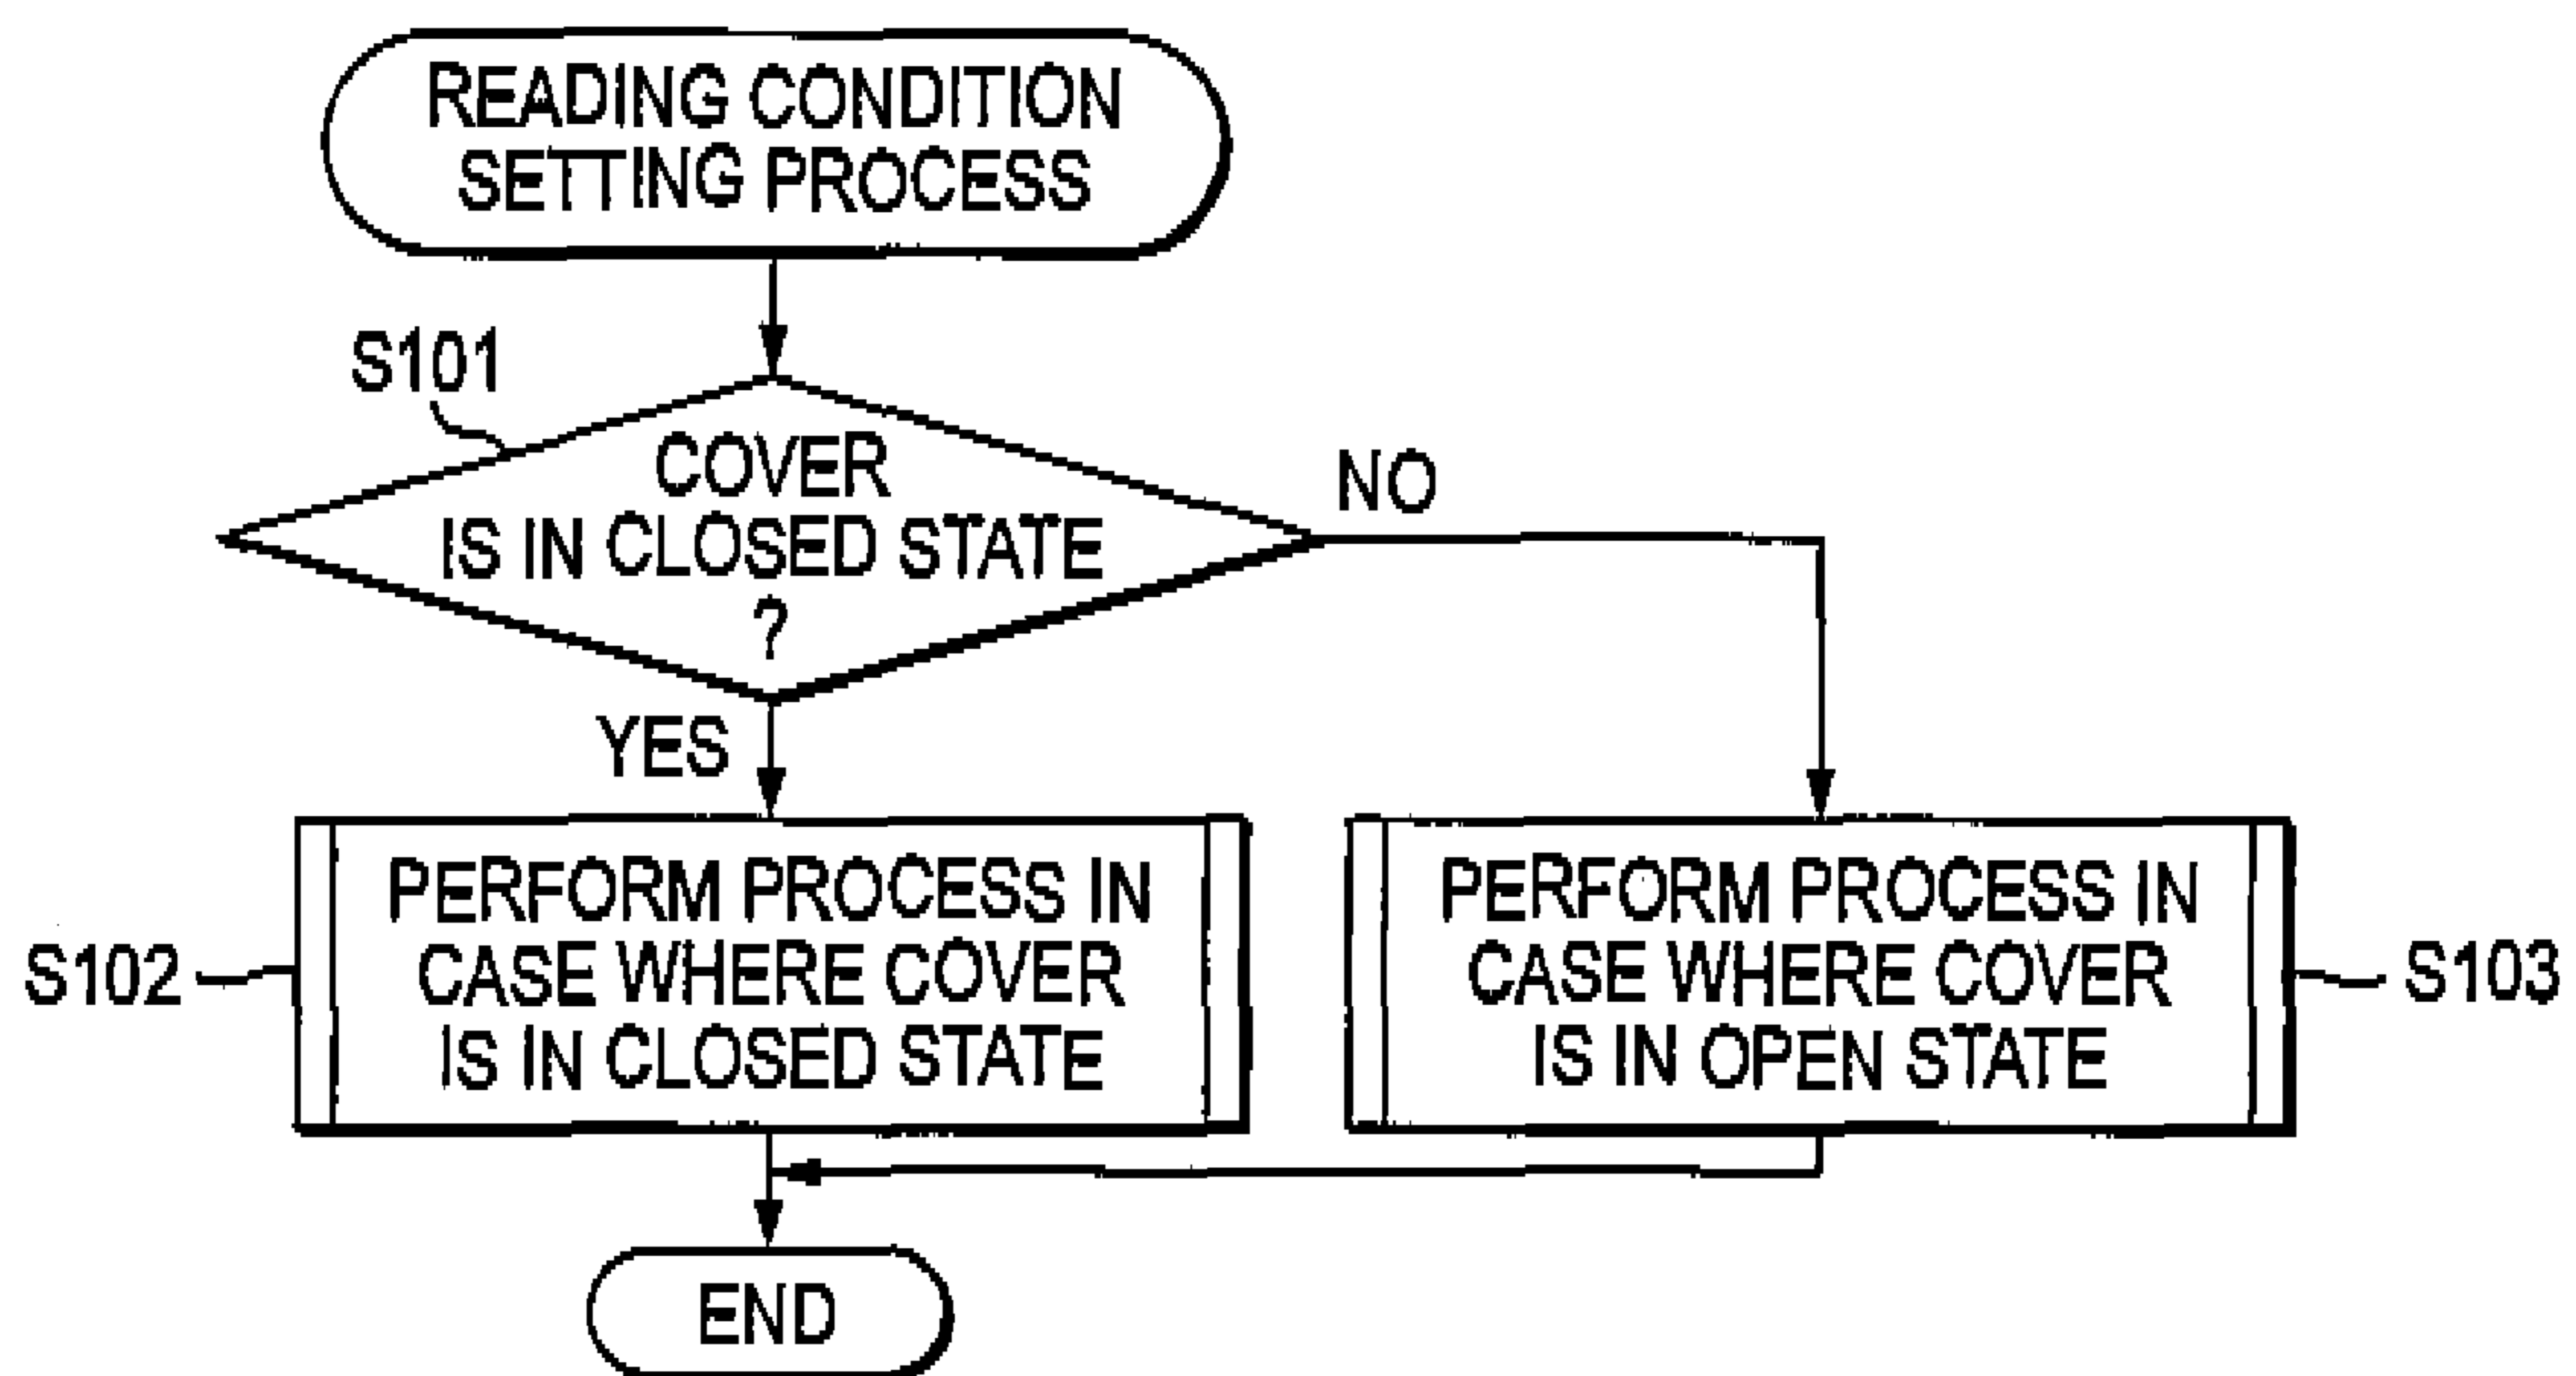 READING CONDITION
SETTING PROCESS
S101
COVER
IS IN CLOSED STATE
?
NO
YES
S102
PERFORM PROCESS IN
CASE WHERE COVER
IS IN CLOSED STATE
PERFORM PROCESS IN
CASE WHERE COVER
IS IN OPEN STATE
S103
END